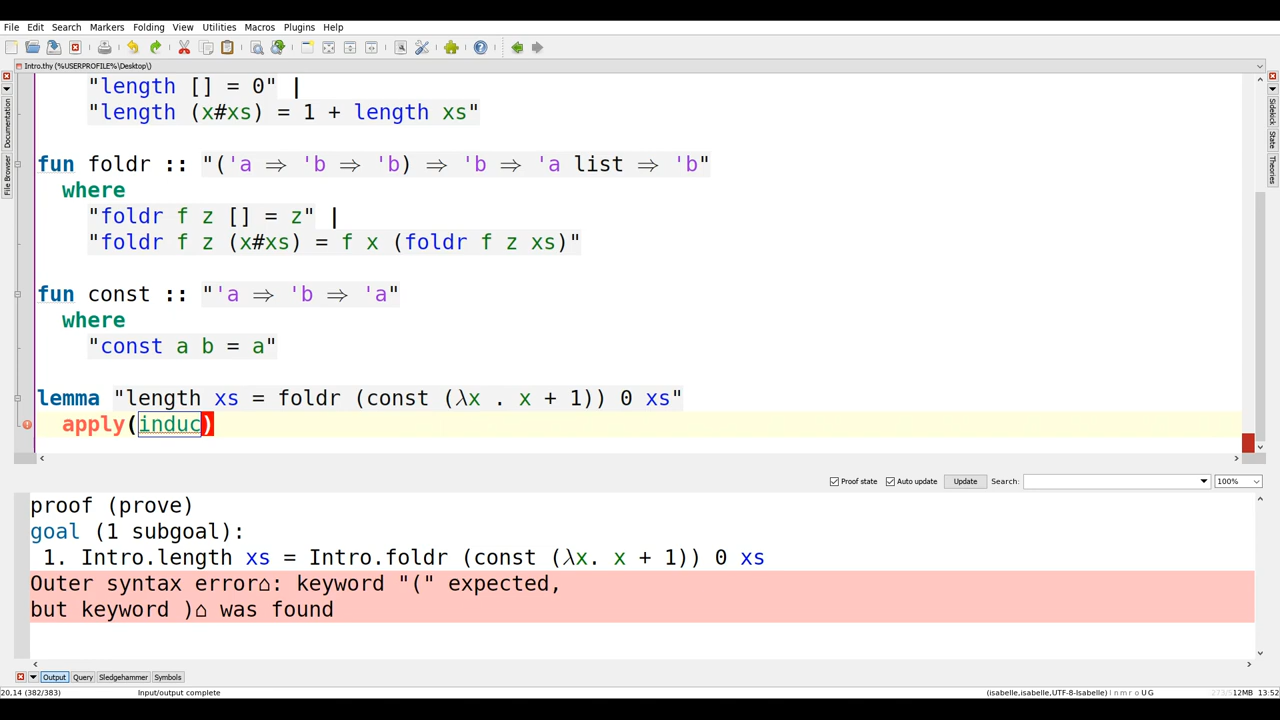 File Edit Search Markers Folding View Utilities Macros Plugins Help
Intro.thy (%USERPROFILE%\Desktop\)
"length [] = 0" |
"length (x#xs) = 1 + length xs"
fun foldr :: "('a ⇒ 'b ⇒ 'b) ⇒ 'b ⇒ 'a list ⇒ 'b"
where
"foldr f z [] = z" |
"foldr f z (x#xs) = f x (foldr f z xs)"
fun const :: "'a ⇒ 'b ⇒ 'a"
where
"const a b = a"
lemma "length xs = foldr (const (λx . x + 1)) 0 xs"
apply(induc)
Documentation
File Browser
Sidekick
State
Theories
Proof state Auto update Update Search: 100%
proof (prove)
goal (1 subgoal):
1. Intro.length xs = Intro.foldr (const (λx. x + 1)) 0 xs
Outer syntax error⌂: keyword "(" expected,
but keyword )⌂ was found
Output Query Sledgehammer Symbols
20,14 (382/383) Input/output complete (isabelle,isabelle,UTF-8-Isabelle) l n m r o U G 12MB 13:52